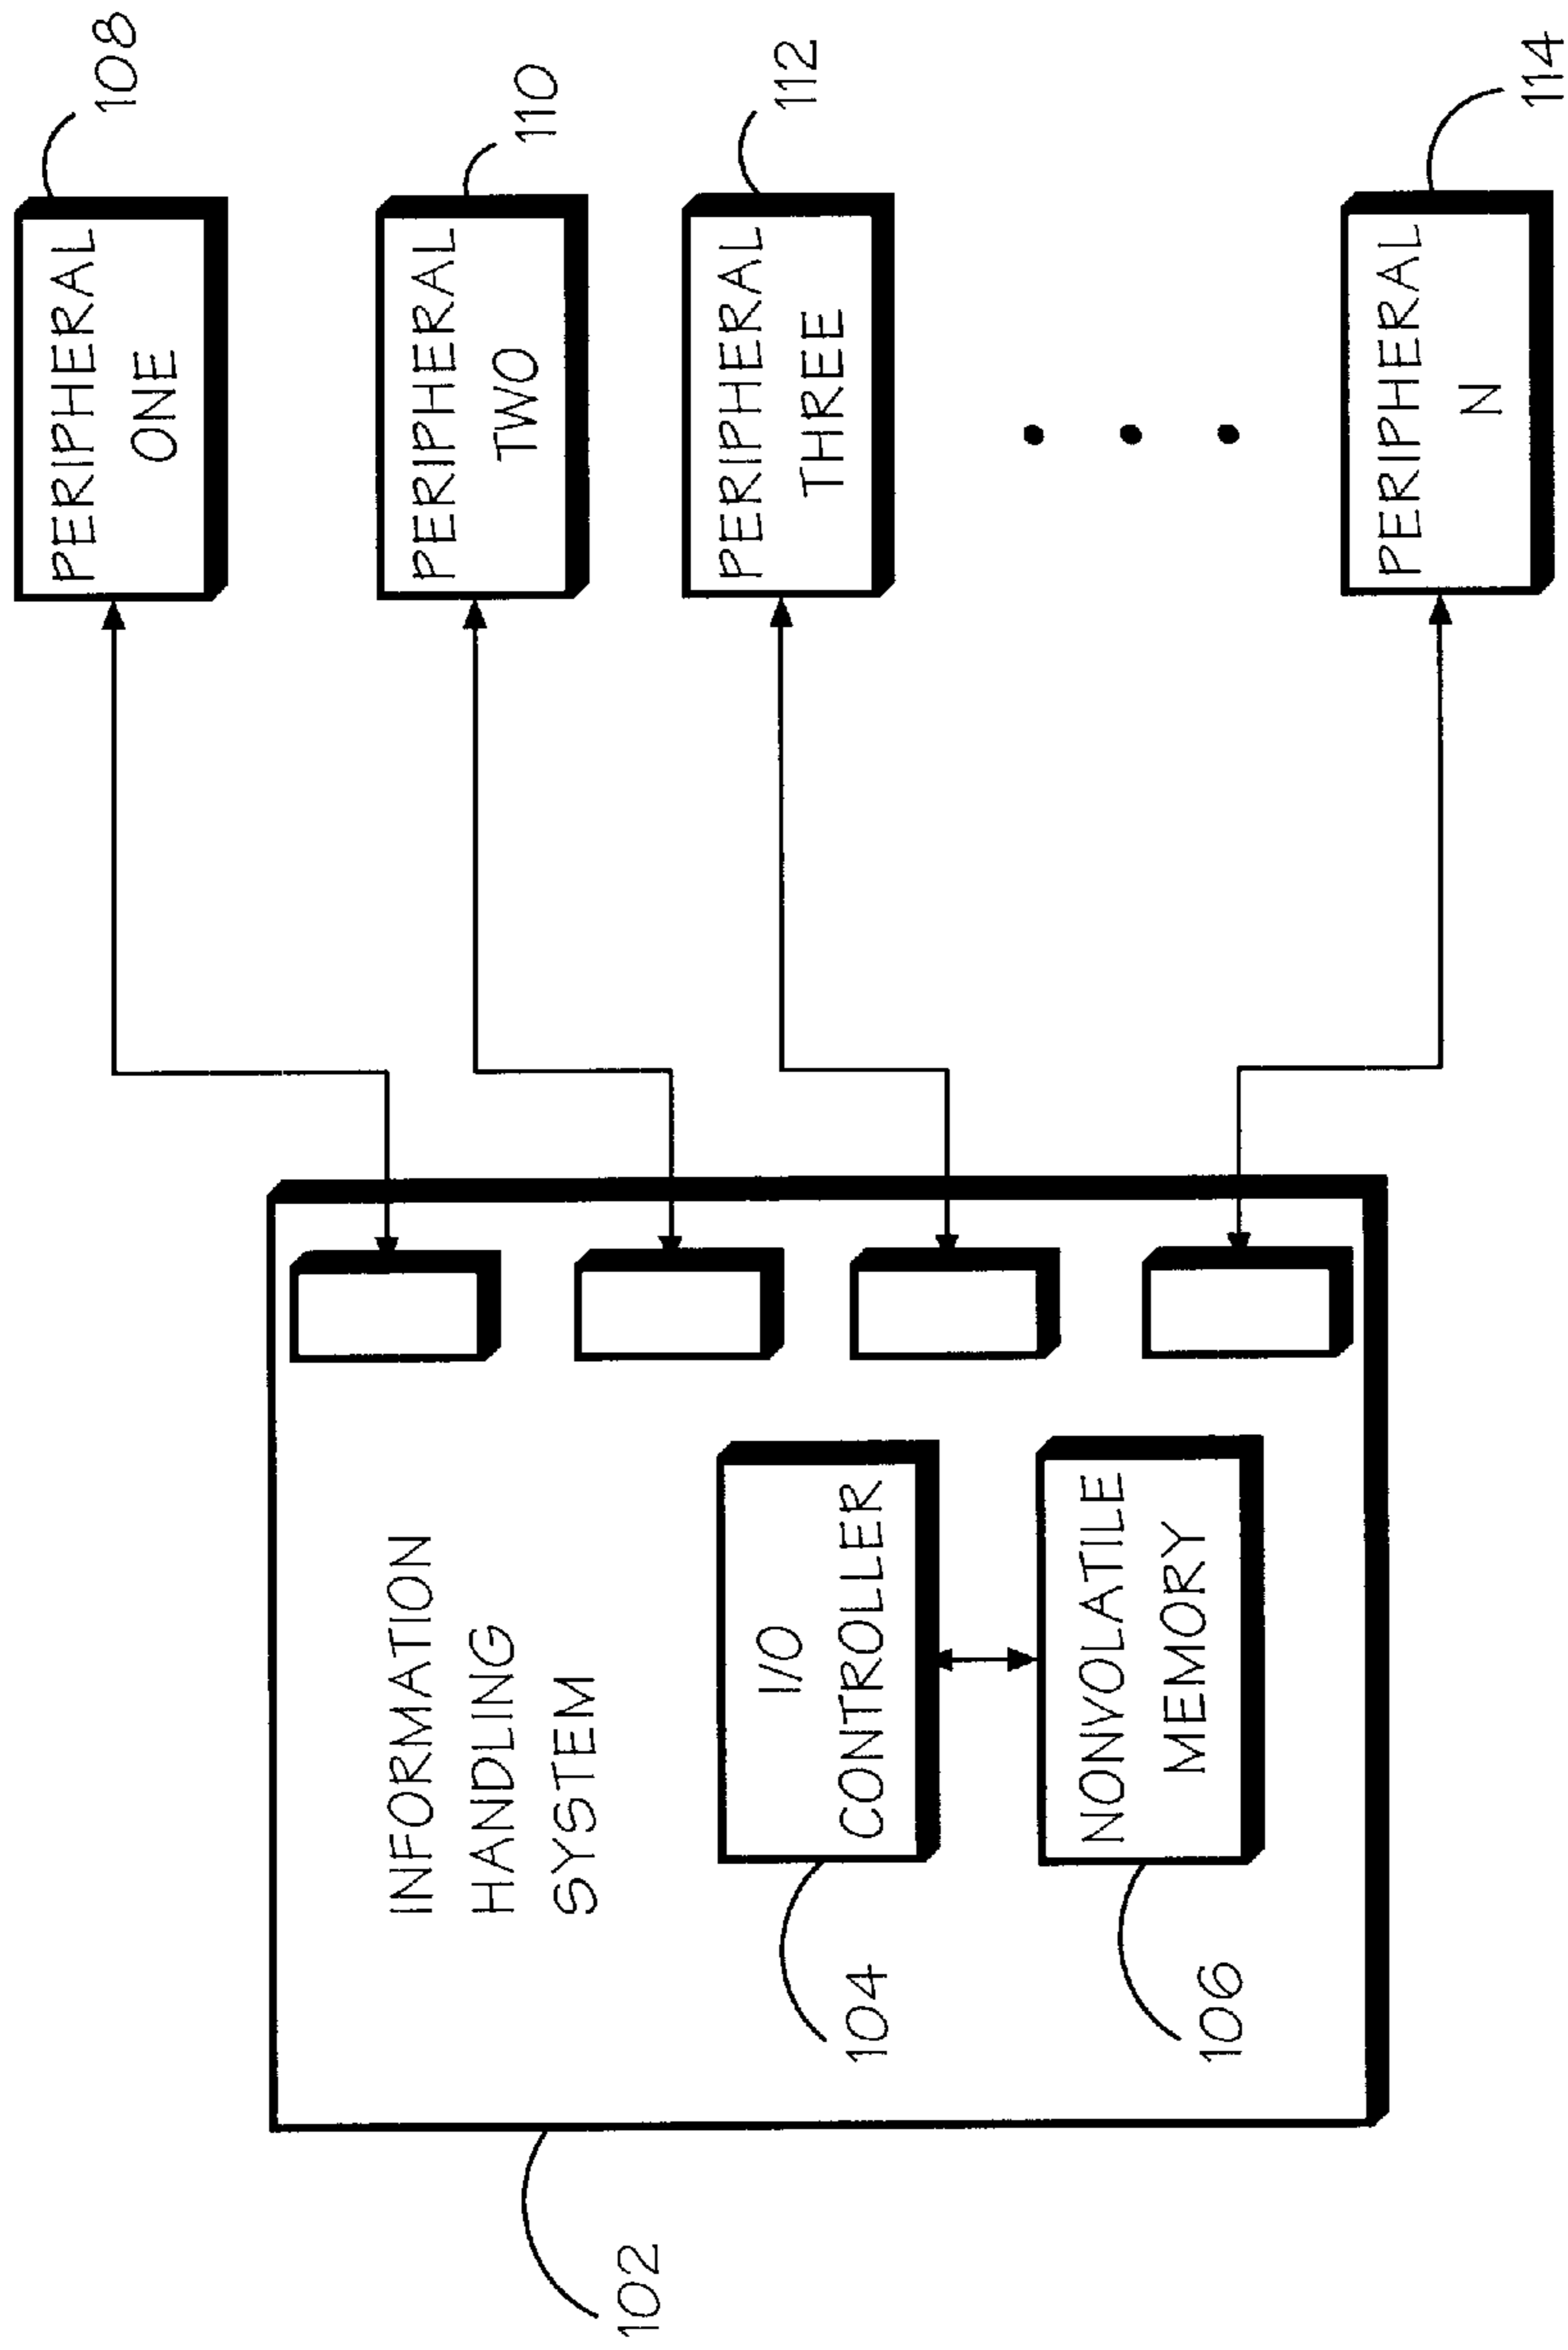 INFORMATION
HANDLING
SYSTEM
102
I/O
CONTROLLER
104
NONVOLATILE
MEMORY
106
PERIPHERAL
ONE
108
PERIPHERAL
TWO
110
PERIPHERAL
THREE
112
PERIPHERAL
N
114